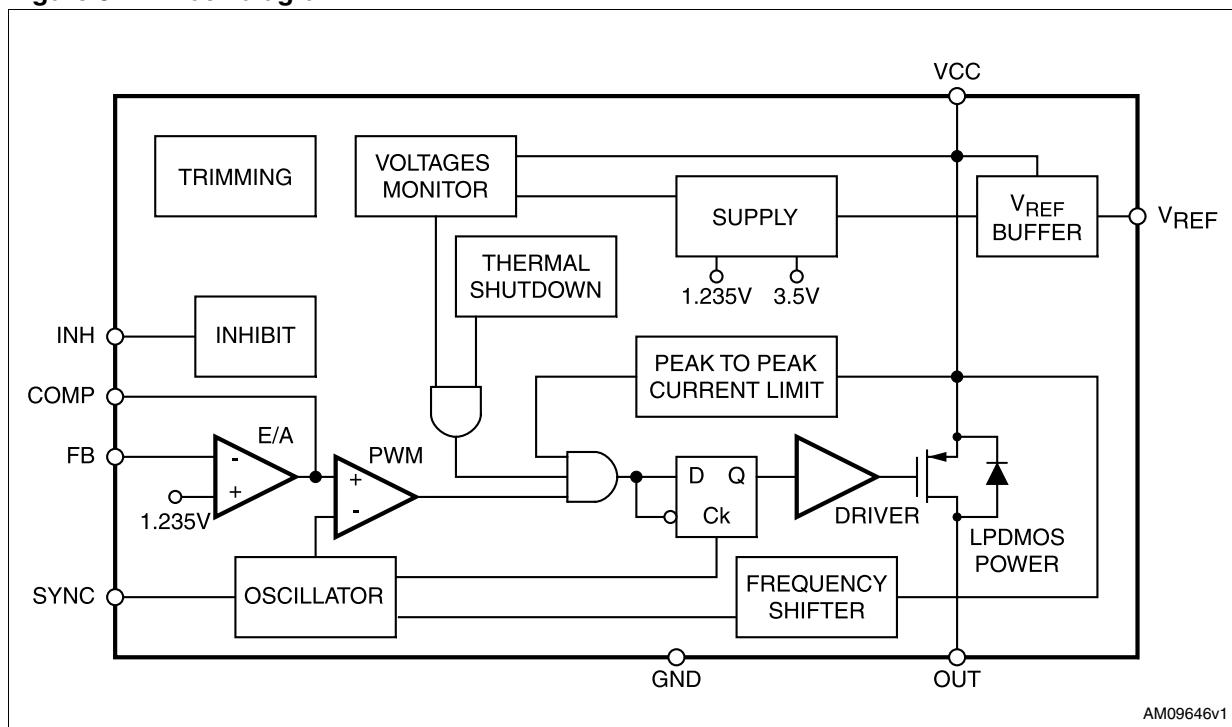 VCC
TRIMMING
VOLTAGES
MONITOR
SUPPLY
VREF
BUFFER
VREF
THERMAL
SHUTDOWN
1.235V
3.5V
INH
INHIBIT
PEAK TO PEAK
CURRENT LIMIT
COMP
E/A
FB
-
+
1.235V
PWM
+
-
D Q
Ck
DRIVER
LPDMOS
POWER
SYNC
OSCILLATOR
FREQUENCY
SHIFTER
GND
OUT
AM09646v1